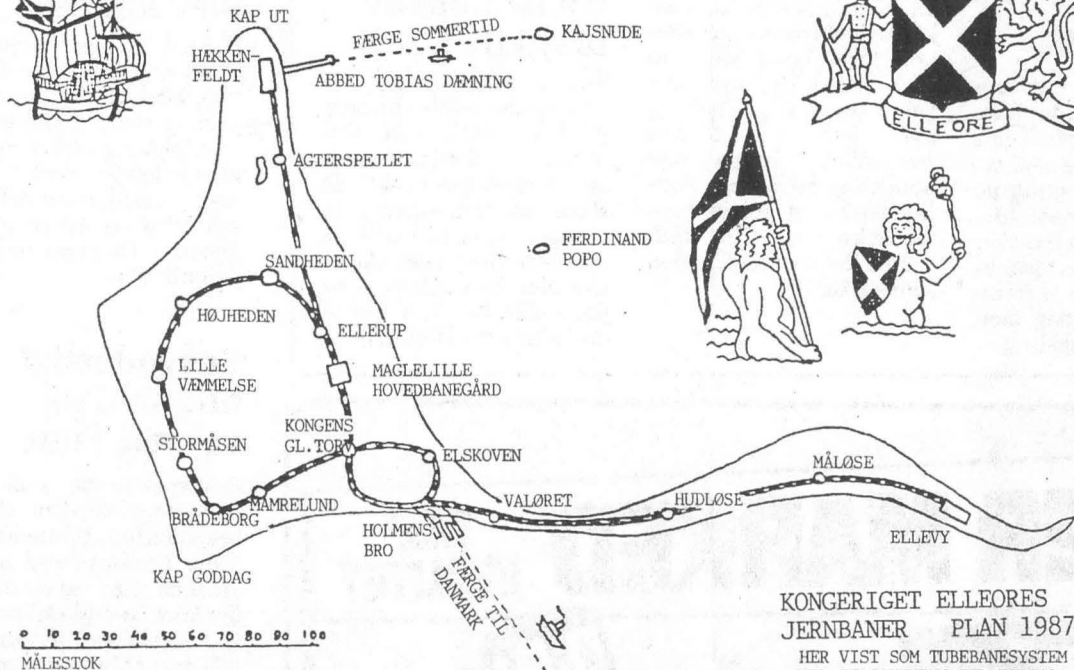 KAP UT
FÆRGE SOMMERTID
KAJSNUDE
HÆKKEN-
FELDT
ABBED TOBIAS DÆMNING
ELLEORE
AGTERSPEJLET
FERDINAND
POPO
SANDHEDEN
HØJHEDEN
ELLERUP
LILLE
VÆMMELSE
MAGLELILLE
HOVEDBANEGÅRD
KONGENS
GL. TORV
STORMÅSEN
ELSKOVEN
MÅLØSE
MAMRELUND
VALØRET
HUDLØSE
BRÅDEBORG
HOLMENS
BRO
ELLEVY
KAP GODDAG
FÆRGE TIL
DANMARK
KONGERIGET ELLEORES
JERNBANER PLAN 1987
HER VIST SOM TUBEBANESYSTEM
0 10 20 30 40 50 60 70 80 90 100
MÅLESTOK